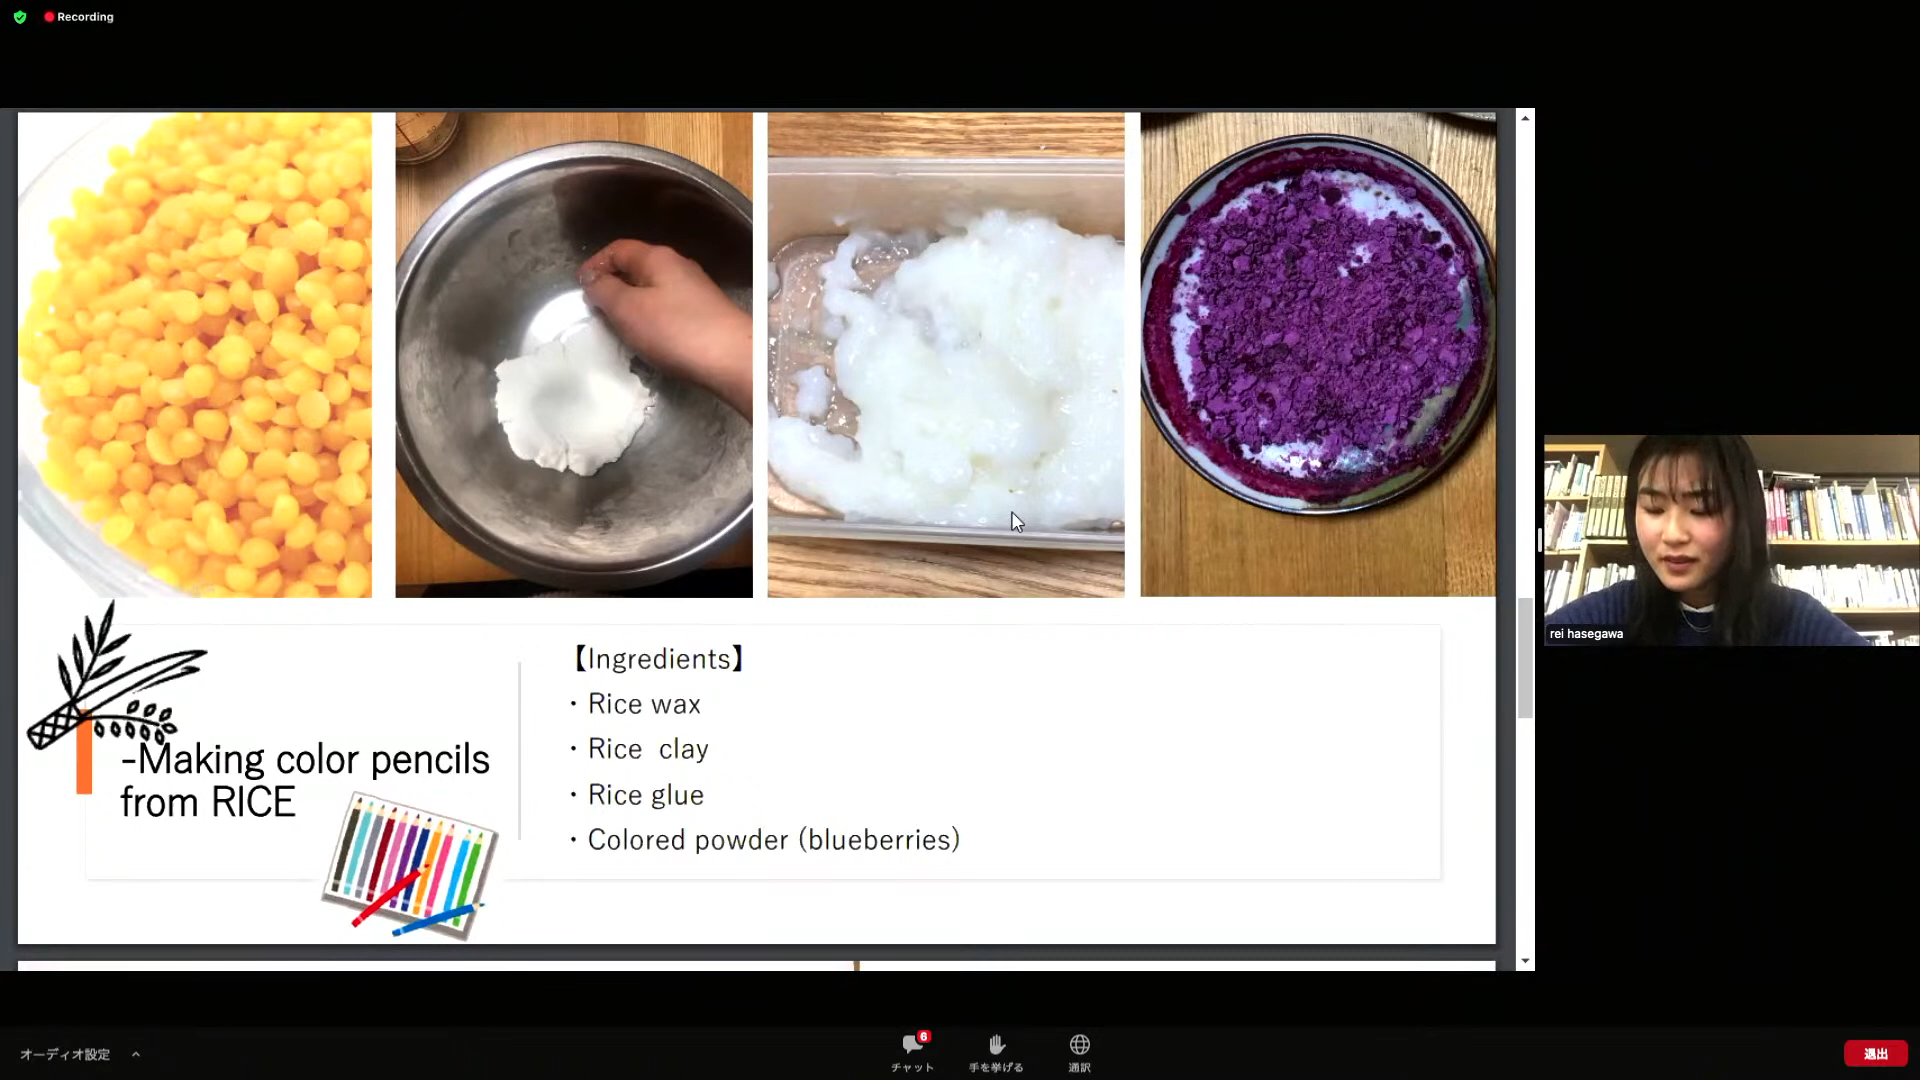 Recording
【Ingredients】
・Rice wax
・Rice clay
・Rice glue
・Colored powder (blueberries)
-Making color pencils
from RICE
rei hasegawa
オーディオ設定
6
チャット
手を挙げる
通訳
退出